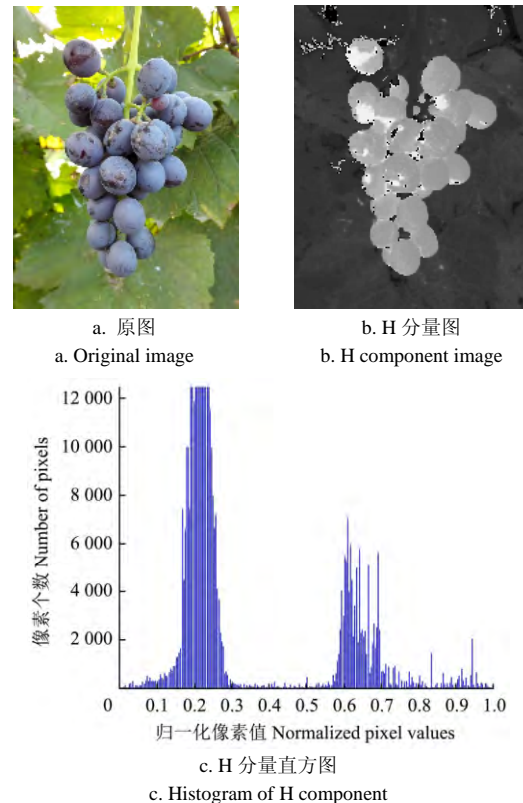 a. 原图
a. Original image
b. H 分量图
b. H component image
12 000
10 000
8 000
6 000
4 000
2 000
0
像素个数 Number of pixels
0.1 0.2 0.3 0.4 0.5 0.6 0.7 0.8 0.9 1.0
归一化像素值 Normalized pixel values
c. H 分量直方图
c. Histogram of H component